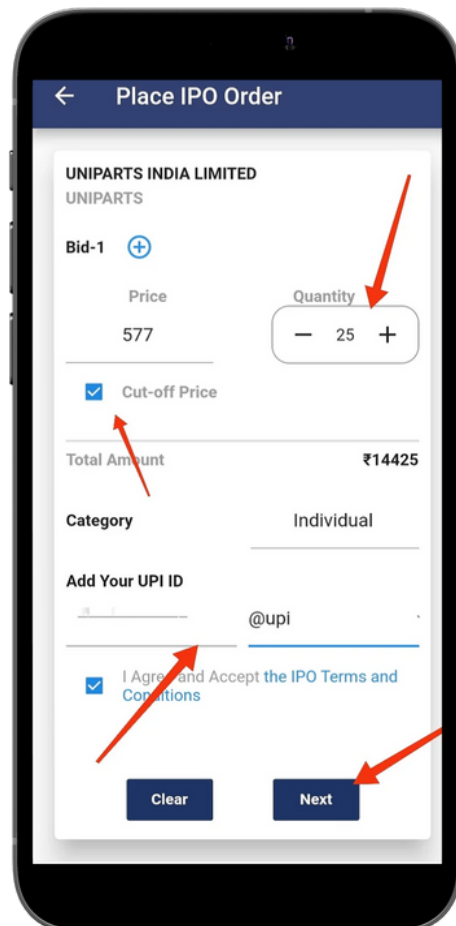 Place IPO Order
UNIPARTS INDIA LIMITED
UNIPARTS
Bid-1
Price Quantity
577 − 25 +
Cut-off Price
Total Amount ₹14425
Category Individual
Add Your UPI ID
@upi
I Agree and Accept the IPO Terms and
Conditions
Clear Next